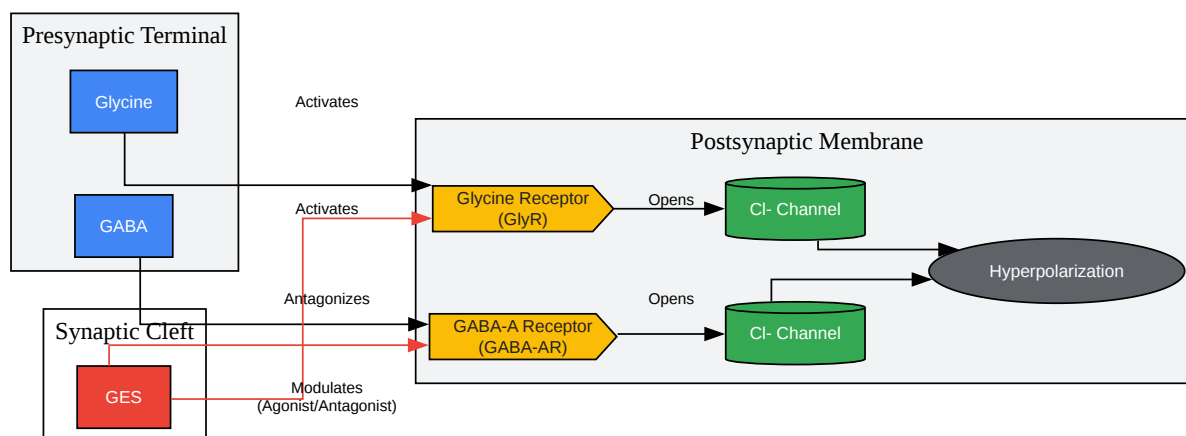 Presynaptic Terminal
Glycine
Activates
Postsynaptic Membrane
Glycine Receptor
(GlyR)
Opens
Cl- Channel
Activates
GABA
Hyperpolarization
Antagonizes
Opens
Synaptic Cleft
GABA-A Receptor
(GABA-AR)
Cl- Channel
GES
Modulates
(Agonist/Antagonist)